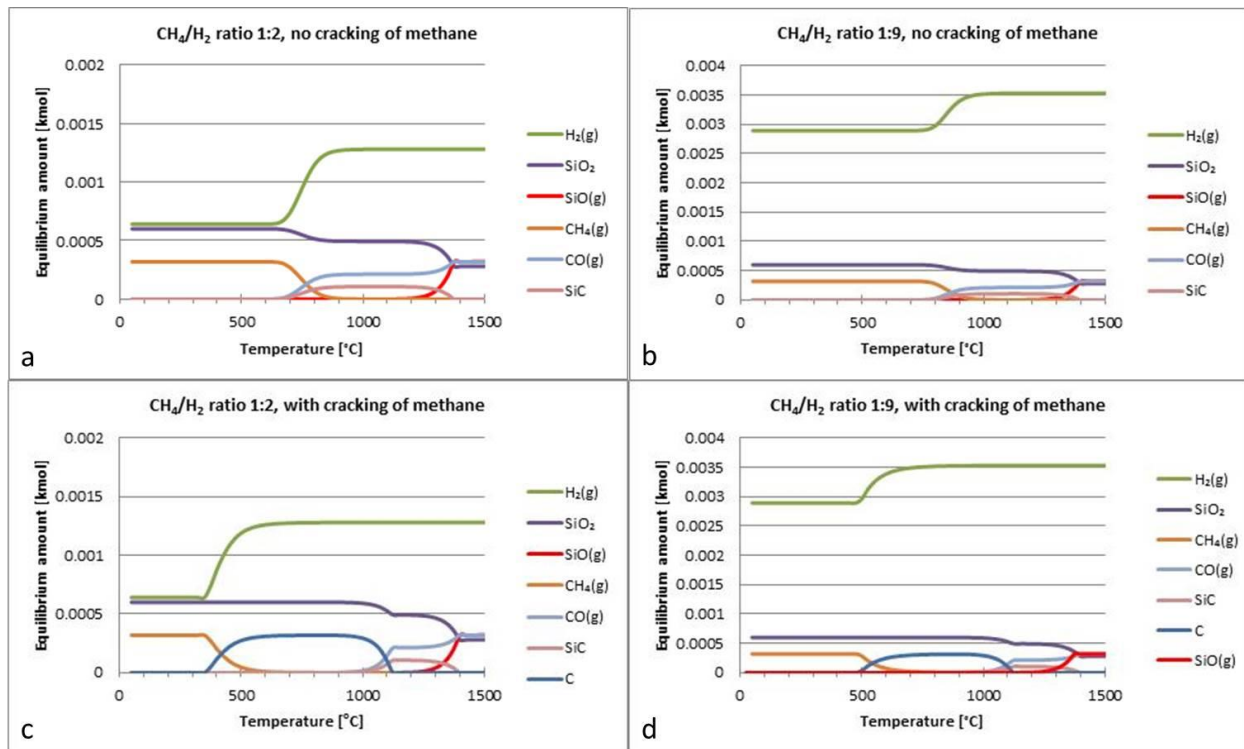 CH₄/H₂ ratio 1:2, no cracking of methane
Equilibrium amount [kmol]
0.002
0.0015
0.001
0.0005
0
0
500
1000
1500
Temperature [°C]
H₂(g)
SiO₂
SiO(g)
CH₄(g)
CO(g)
SiC
a
CH₄/H₂ ratio 1:9, no cracking of methane
Equilibrium amount [kmol]
0.004
0.0035
0.003
0.0025
0.002
0.0015
0.001
0.0005
0
0
500
1000
1500
Temperature [°C]
H₂(g)
SiO₂
SiO(g)
CH₄(g)
CO(g)
SiC
b
CH₄/H₂ ratio 1:2, with cracking of methane
Equilibrium amount [kmol]
0.002
0.0015
0.001
0.0005
0
0
500
1000
1500
Temperature [°C]
H₂(g)
SiO₂
SiO(g)
CH₄(g)
CO(g)
SiC
C
c
CH₄/H₂ ratio 1:9, with cracking of methane
Equilibrium amount [kmol]
0.004
0.0035
0.003
0.0025
0.002
0.0015
0.001
0.0005
0
0
500
1000
1500
Temperature [°C]
H₂(g)
SiO₂
CH₄(g)
CO(g)
SiC
C
SiO(g)
d